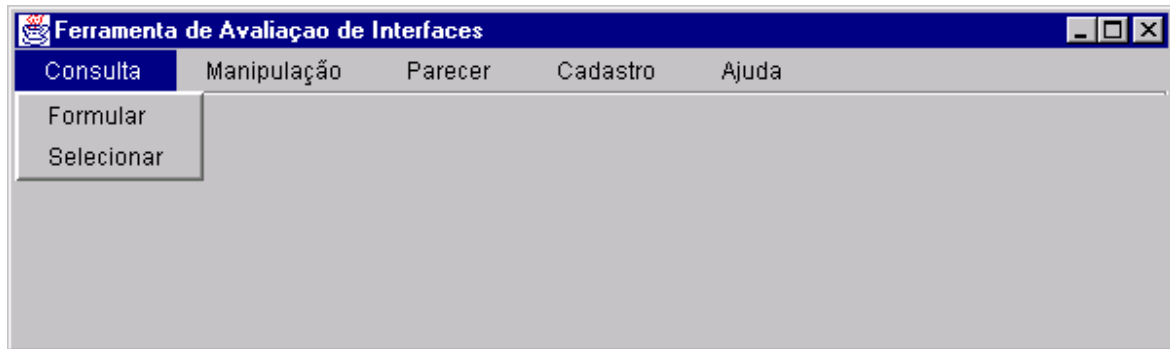 Ferramenta de Avaliaçao de Interfaces
Consulta Manipulação Parecer Cadastro Ajuda
Formular
Selecionar